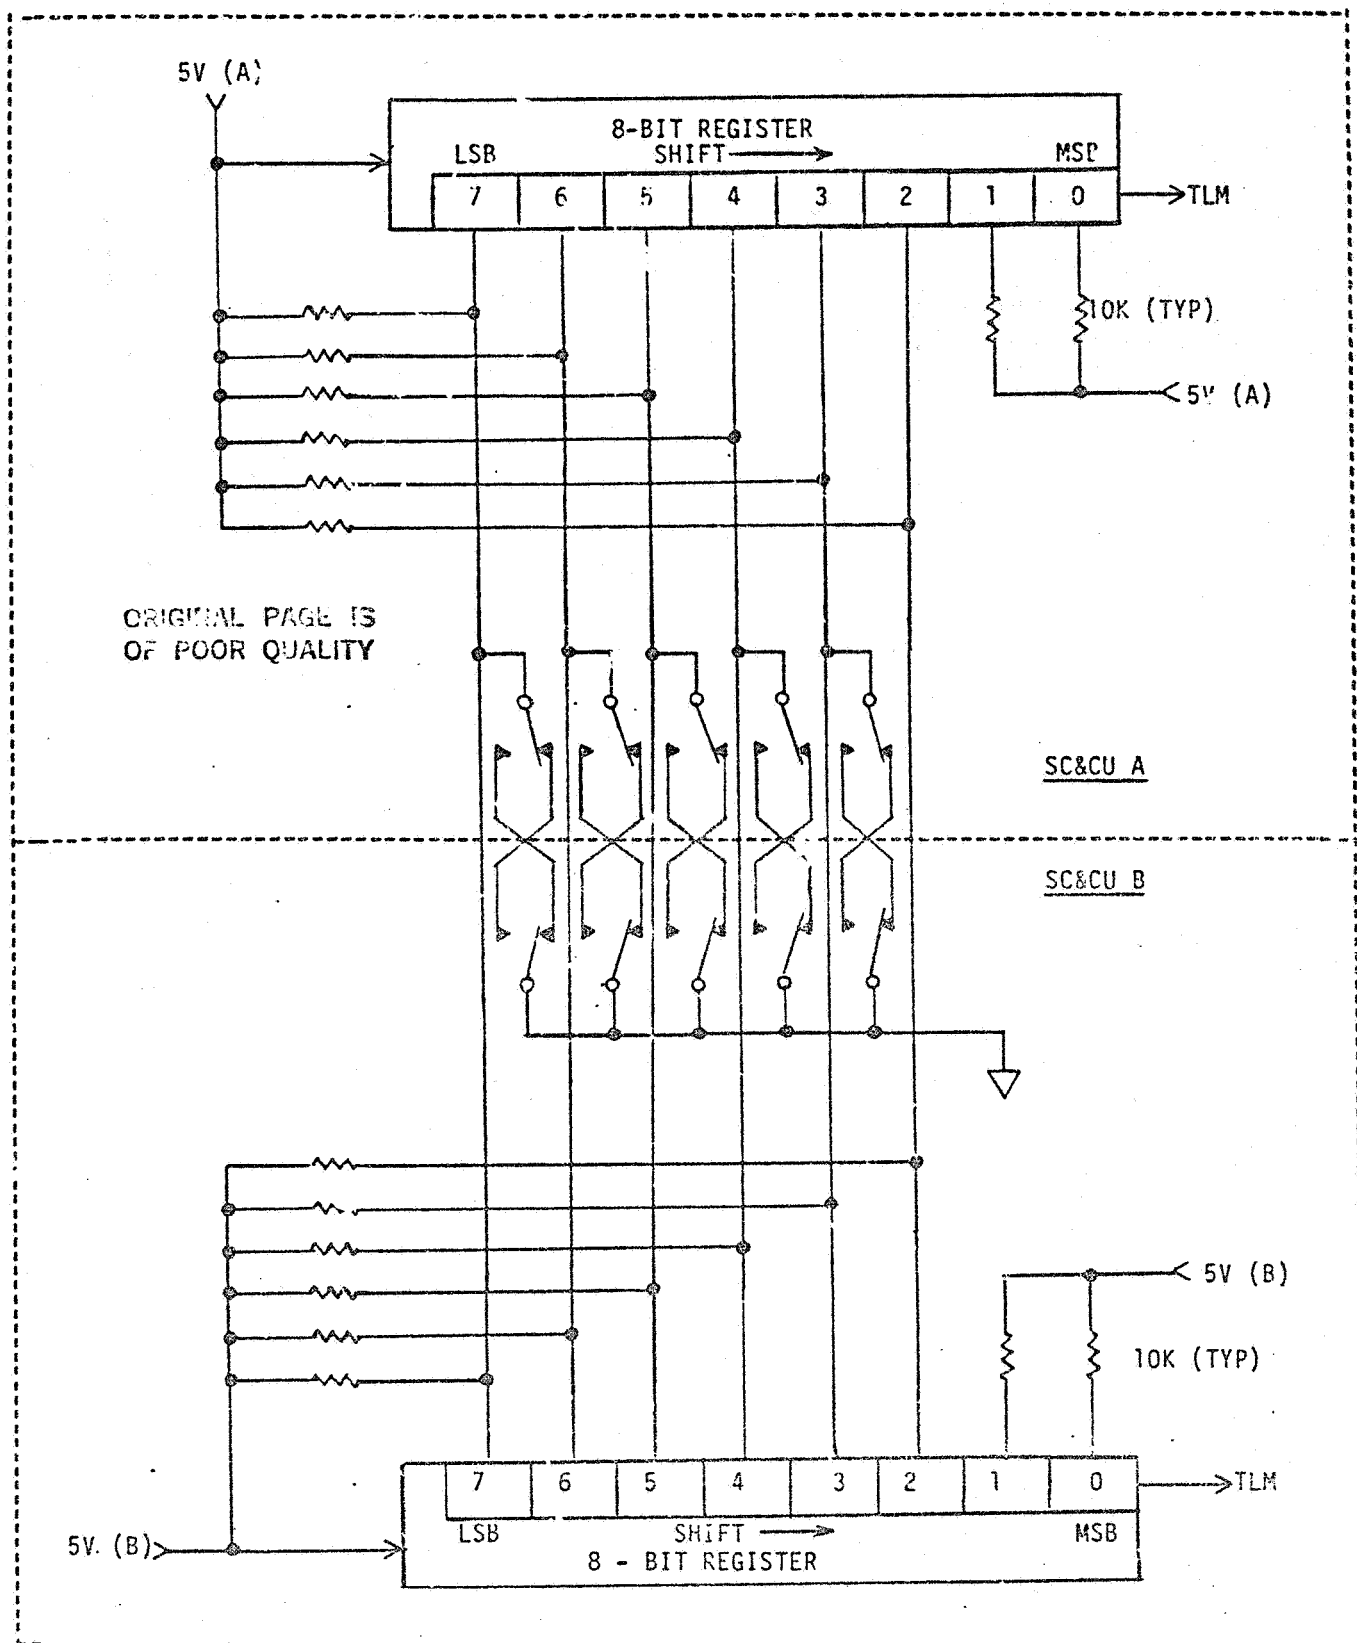 5V (A)
8-BIT REGISTER
LSB SHIFT MSB
7 6 5 4 3 2 1 0
TLM
10K (TYP)
5V (A)
ORIGINAL PAGE IS
OF POOR QUALITY
SC&CU A
SC&CU B
5V (B)
10K (TYP)
7 6 5 4 3 2 1 0
TLM
LSB SHIFT MSB
5V. (B)
8 - BIT REGISTER